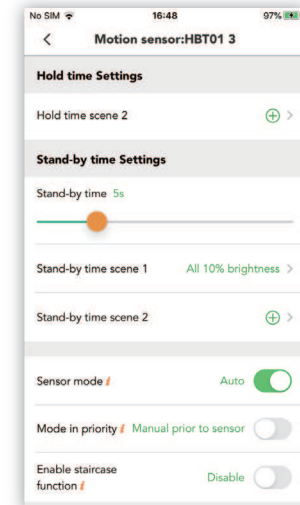 No SIM 16:48 97%
Motion sensor:HBT01 3
Hold time Settings
Hold time scene 2
Stand-by time Settings
Stand-by time 5s
Stand-by time scene 1 All 10% brightness
Stand-by time scene 2
Sensor mode i Auto
Mode in priority i Manual prior to sensor
Enable staircase
function i Disable